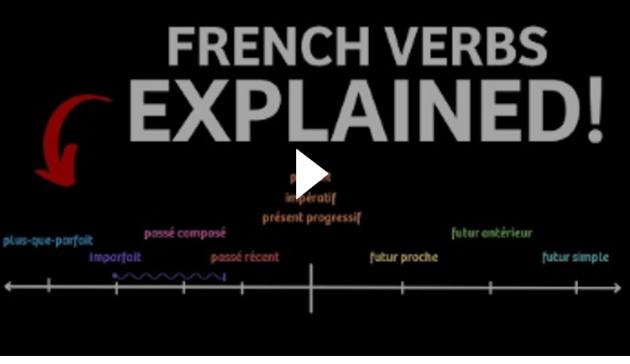 FRENCH VERBS
EXPLAINED!
impératif
présent progressif
plus-que-parfait
passé composé
futur antérieur
imparfait
passé récent
futur proche
futur simple